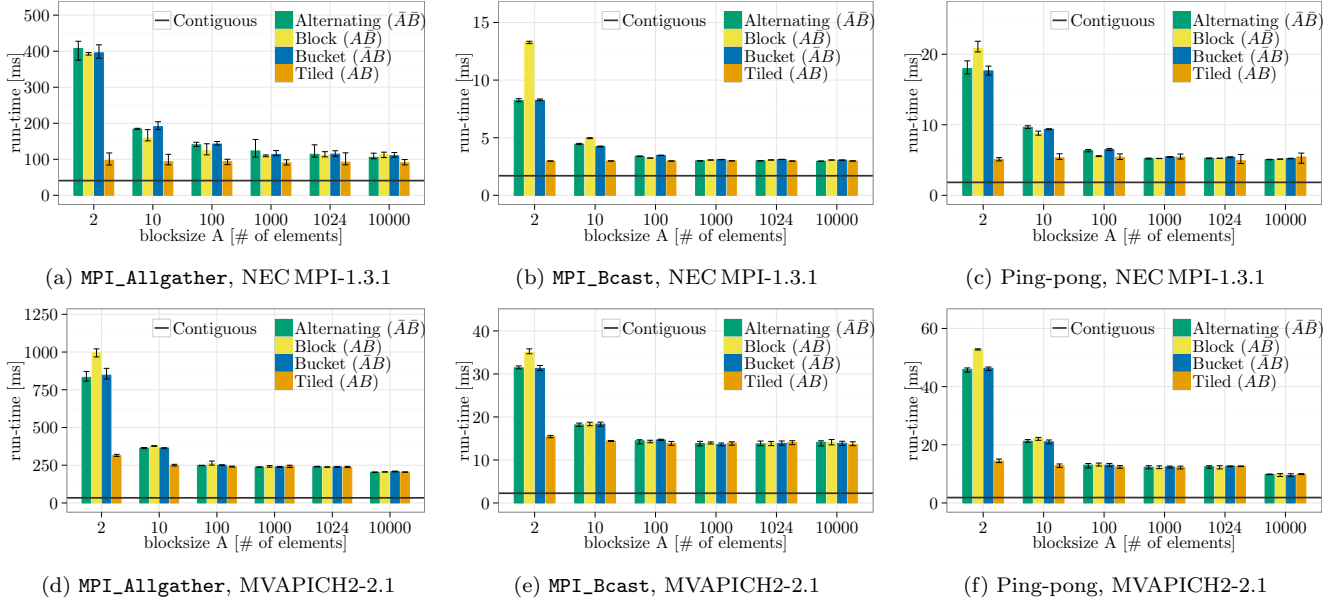 run-time [ms]
500
400
300
200
100
0
Contiguous
Alternating (ĀB̄)
Block (AB̄)
Bucket (ĀB)
Tiled (AB)
2 10 100 1000 1024 10000
blocksize A [# of elements]
(a) MPI_Allgather, NEC MPI-1.3.1
run-time [ms]
15
10
5
0
Contiguous
Alternating (ĀB̄)
Block (AB̄)
Bucket (ĀB)
Tiled (AB)
2 10 100 1000 1024 10000
blocksize A [# of elements]
(b) MPI_Bcast, NEC MPI-1.3.1
run-time [ms]
20
10
0
Contiguous
Alternating (ĀB̄)
Block (AB̄)
Bucket (ĀB)
Tiled (AB)
2 10 100 1000 1024 10000
blocksize A [# of elements]
(c) Ping-pong, NEC MPI-1.3.1
run-time [ms]
1250
1000
750
500
250
0
Contiguous
Alternating (ĀB̄)
Block (AB̄)
Bucket (ĀB)
Tiled (AB)
2 10 100 1000 1024 10000
blocksize A [# of elements]
(d) MPI_Allgather, MVAPICH2-2.1
run-time [ms]
40
30
20
10
0
Contiguous
Alternating (ĀB̄)
Block (AB̄)
Bucket (ĀB)
Tiled (AB)
2 10 100 1000 1024 10000
blocksize A [# of elements]
(e) MPI_Bcast, MVAPICH2-2.1
run-time [ms]
60
40
20
0
Contiguous
Alternating (ĀB̄)
Block (AB̄)
Bucket (ĀB)
Tiled (AB)
2 10 100 1000 1024 10000
blocksize A [# of elements]
(f) Ping-pong, MVAPICH2-2.1